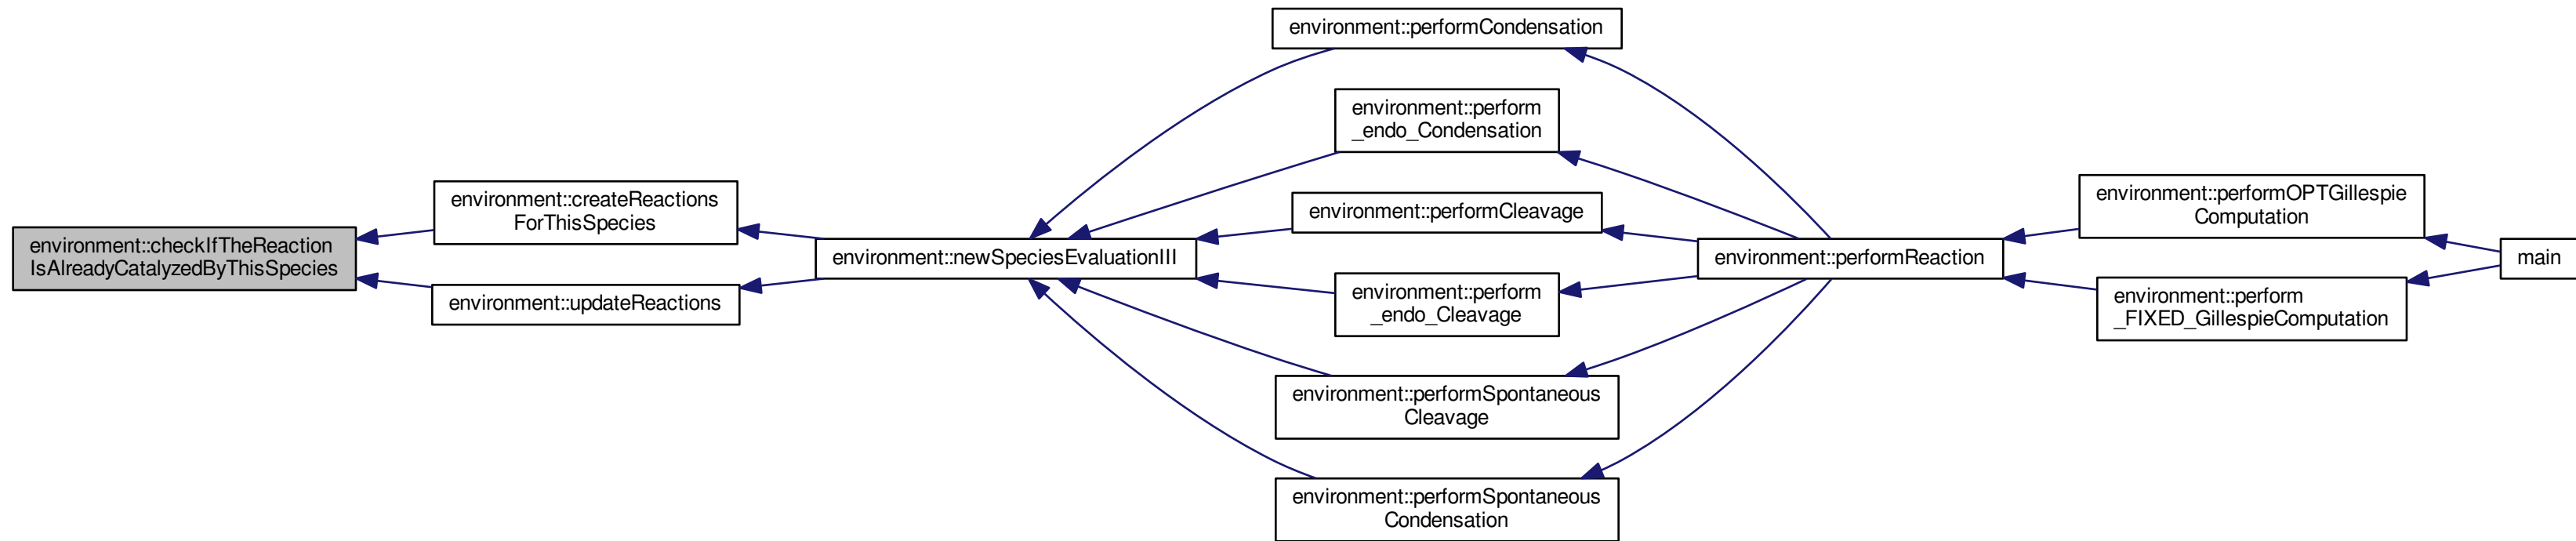 environment::checkIfTheReaction
IsAlreadyCatalyzedByThisSpecies
environment::createReactions
ForThisSpecies
environment::updateReactions
environment::newSpeciesEvaluationIII
environment::performCondensation
environment::perform
_endo_Condensation
environment::performCleavage
environment::perform
_endo_Cleavage
environment::performSpontaneous
Cleavage
environment::performSpontaneous
Condensation
environment::performReaction
environment::performOPTGillespie
Computation
environment::perform
_FIXED_GillespieComputation
main